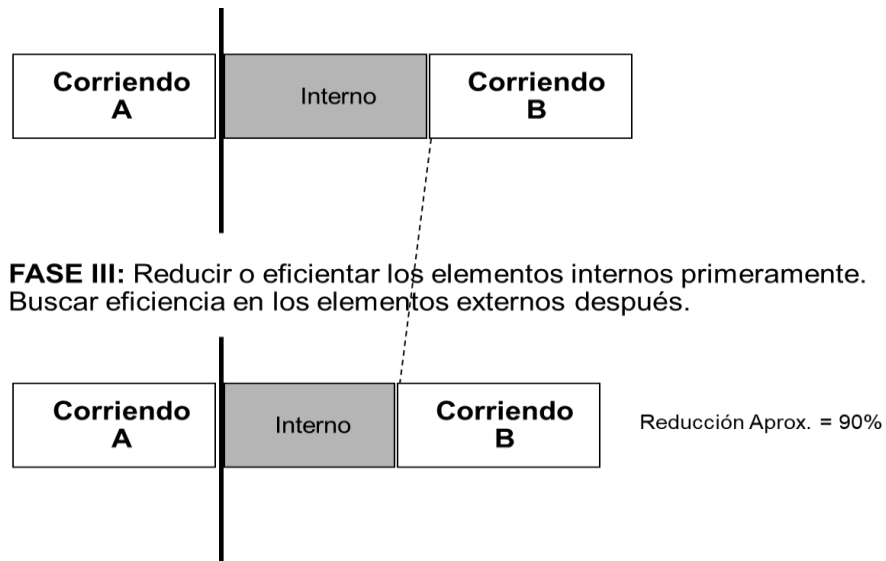 Corriendo
A
Interno
Corriendo
B
FASE III: Reducir o eficientar los elementos internos primeramente.
Buscar eficiencia en los elementos externos después.
Corriendo
A
Interno
Corriendo
B
Reducción Aprox. = 90%